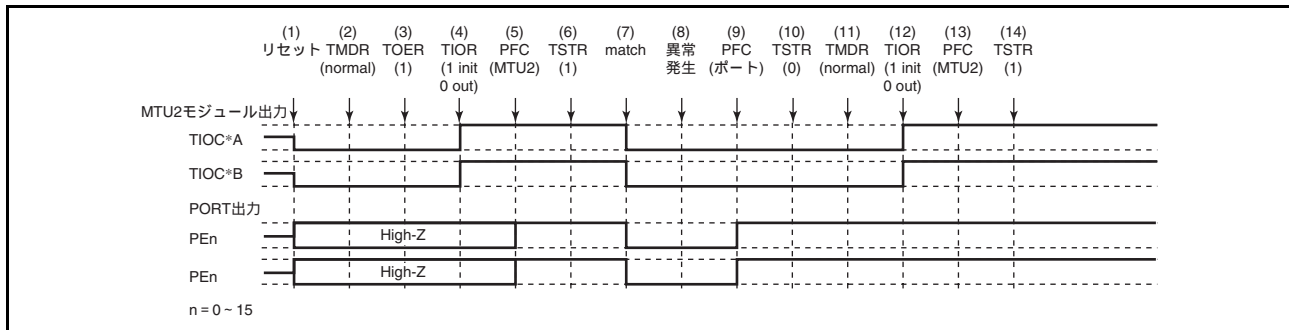 (1) (2) (3) (4) (5) (6) (7) (8) (9) (10) (11) (12) (13) (14)
リセット TMDR TOER TIOR PFC TSTR match 異常 PFC TSTR TMDR TIOR PFC TSTR
(normal) (1) (1 init (MTU2) (1) 発生 (ポート) (0) (normal) (1 init (MTU2) (1)
0 out) 0 out)
MTU2モジュール出力
TIOC*A
TIOC*B
PORT出力
PEn High-Z
PEn High-Z
n = 0 ~ 15